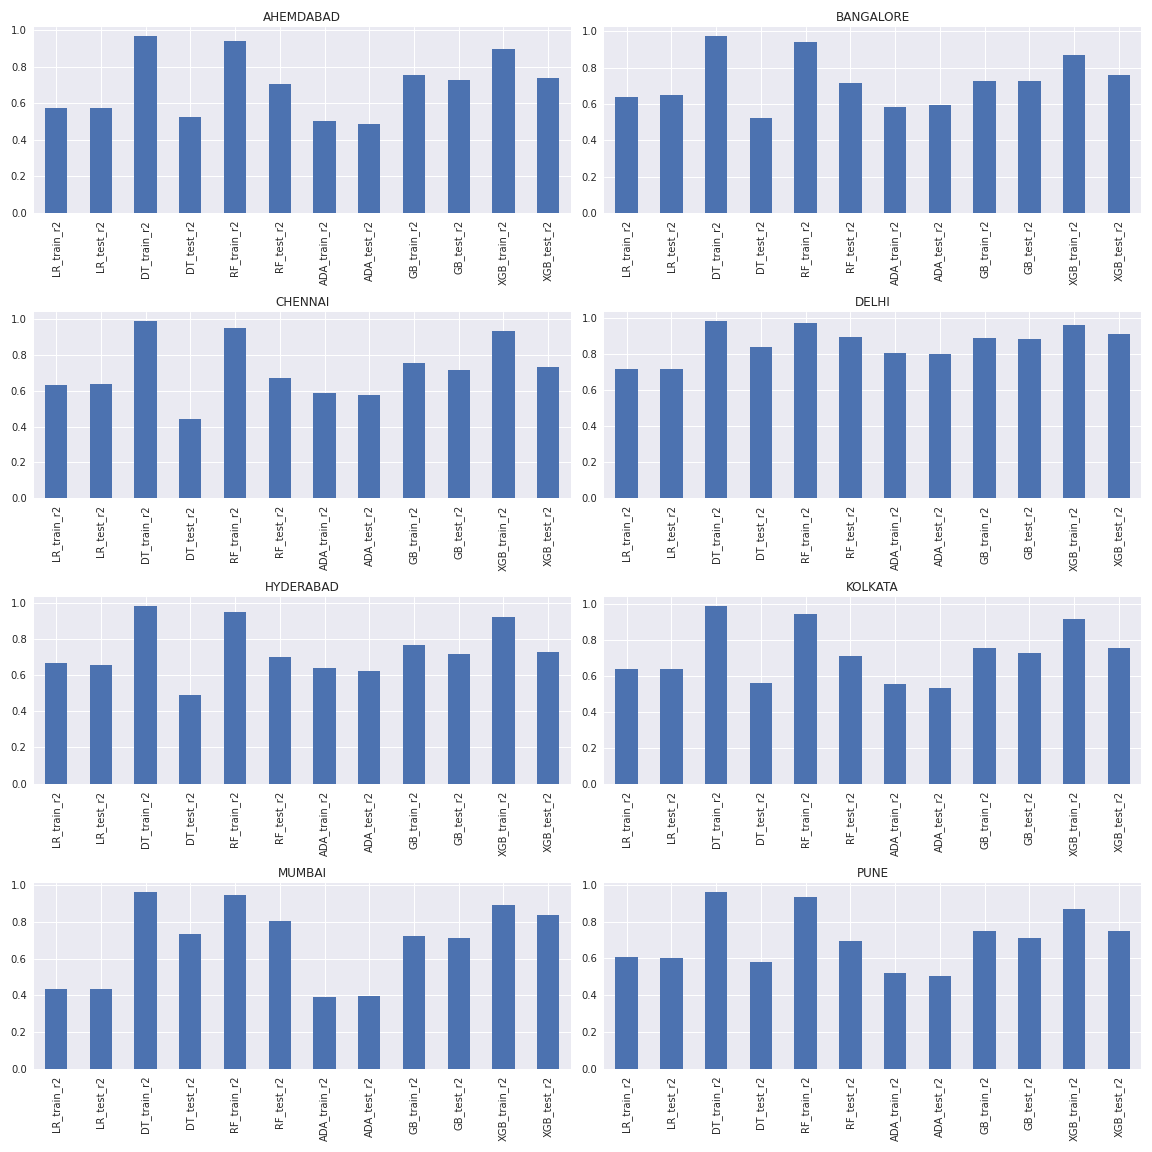 AHEMDABAD
1.0
0.8
0.6
0.4
0.2
0.0
LR_train_r2
LR_test_r2
DT_train_r2
DT_test_r2
RF_train_r2
RF_test_r2
ADA_train_r2
ADA_test_r2
GB_train_r2
GB_test_r2
XGB_train_r2
XGB_test_r2
BANGALORE
1.0
0.8
0.6
0.4
0.2
0.0
LR_train_r2
LR_test_r2
DT_train_r2
DT_test_r2
RF_train_r2
RF_test_r2
ADA_train_r2
ADA_test_r2
GB_train_r2
GB_test_r2
XGB_train_r2
XGB_test_r2
CHENNAI
1.0
0.8
0.6
0.4
0.2
0.0
LR_train_r2
LR_test_r2
DT_train_r2
DT_test_r2
RF_train_r2
RF_test_r2
ADA_train_r2
ADA_test_r2
GB_train_r2
GB_test_r2
XGB_train_r2
XGB_test_r2
DELHI
1.0
0.8
0.6
0.4
0.2
0.0
LR_train_r2
LR_test_r2
DT_train_r2
DT_test_r2
RF_train_r2
RF_test_r2
ADA_train_r2
ADA_test_r2
GB_train_r2
GB_test_r2
XGB_train_r2
XGB_test_r2
HYDERABAD
1.0
0.8
0.6
0.4
0.2
0.0
LR_train_r2
LR_test_r2
DT_train_r2
DT_test_r2
RF_train_r2
RF_test_r2
ADA_train_r2
ADA_test_r2
GB_train_r2
GB_test_r2
XGB_train_r2
XGB_test_r2
KOLKATA
1.0
0.8
0.6
0.4
0.2
0.0
LR_train_r2
LR_test_r2
DT_train_r2
DT_test_r2
RF_train_r2
RF_test_r2
ADA_train_r2
ADA_test_r2
GB_train_r2
GB_test_r2
XGB_train_r2
XGB_test_r2
MUMBAI
1.0
0.8
0.6
0.4
0.2
0.0
LR_train_r2
LR_test_r2
DT_train_r2
DT_test_r2
RF_train_r2
RF_test_r2
ADA_train_r2
ADA_test_r2
GB_train_r2
GB_test_r2
XGB_train_r2
XGB_test_r2
PUNE
1.0
0.8
0.6
0.4
0.2
0.0
LR_train_r2
LR_test_r2
DT_train_r2
DT_test_r2
RF_train_r2
RF_test_r2
ADA_train_r2
ADA_test_r2
GB_train_r2
GB_test_r2
XGB_train_r2
XGB_test_r2